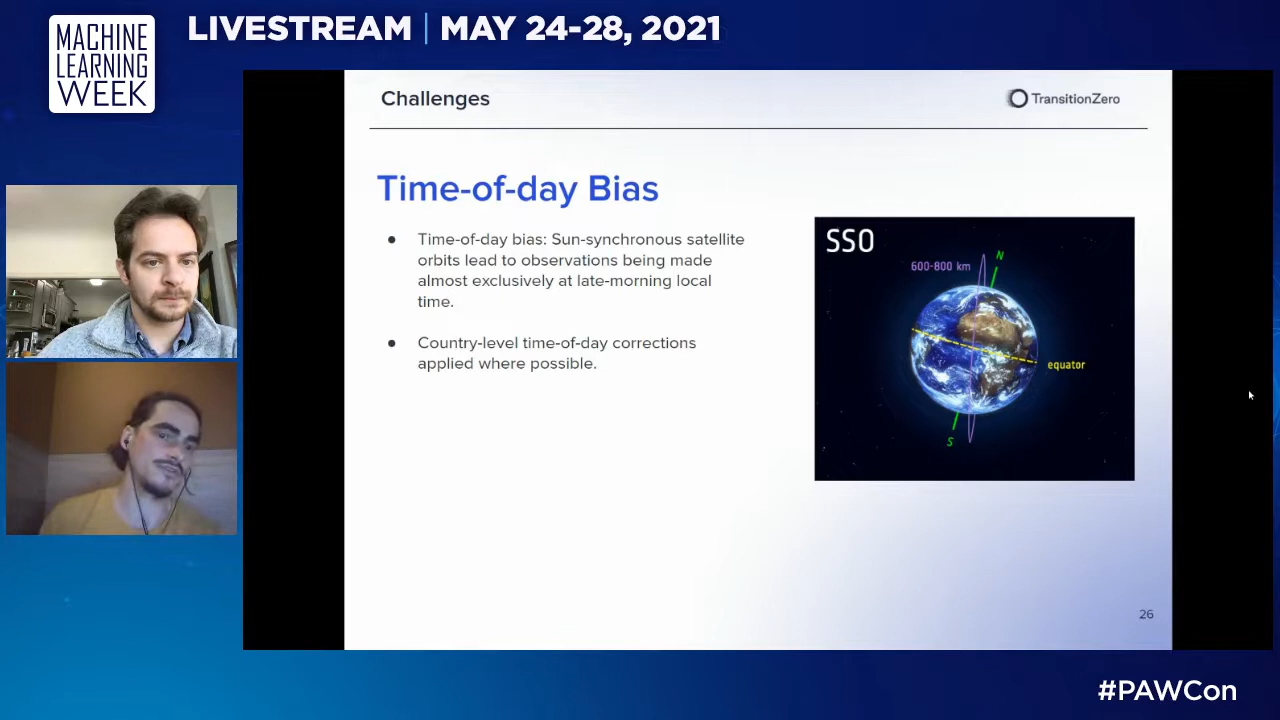 MACHINE
LEARNING
WEEK
LIVESTREAM | MAY 24-28, 2021
Challenges
TransitionZero
Time-of-day Bias
● Time-of-day bias: Sun-synchronous satellite
orbits lead to observations being made
almost exclusively at late-morning local
time.
● Country-level time-of-day corrections
applied where possible.
SSO
N
600-800 km
equator
S
26
#PAWCon